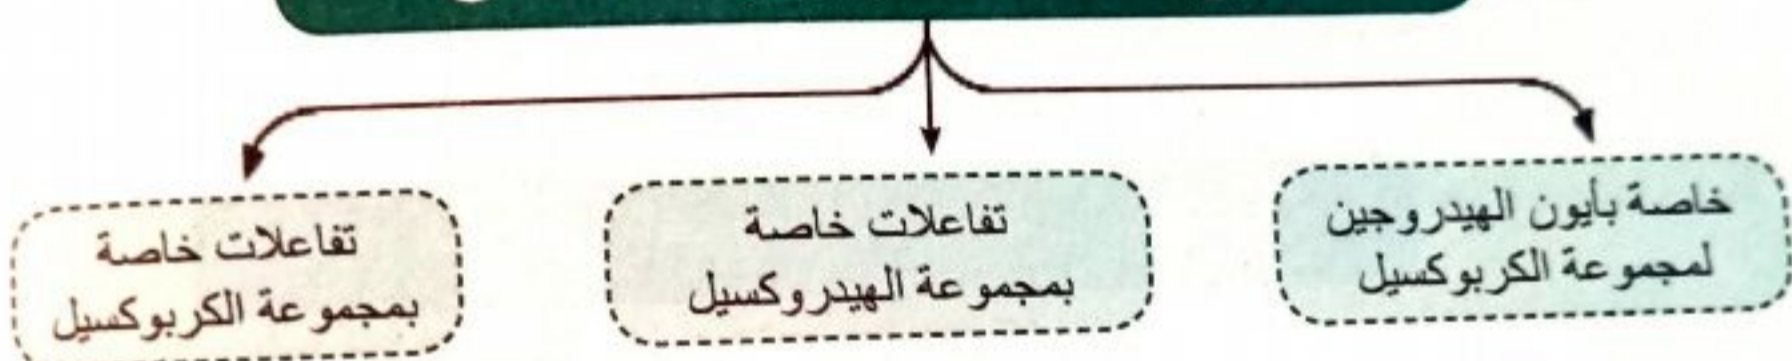 خاصة بأيون الهيدروجين
لمجموعة الكربوكسيل
تفاعلات خاصة
بمجموعة الهيدروكسيل
تفاعلات خاصة
بمجموعة الكربوكسيل